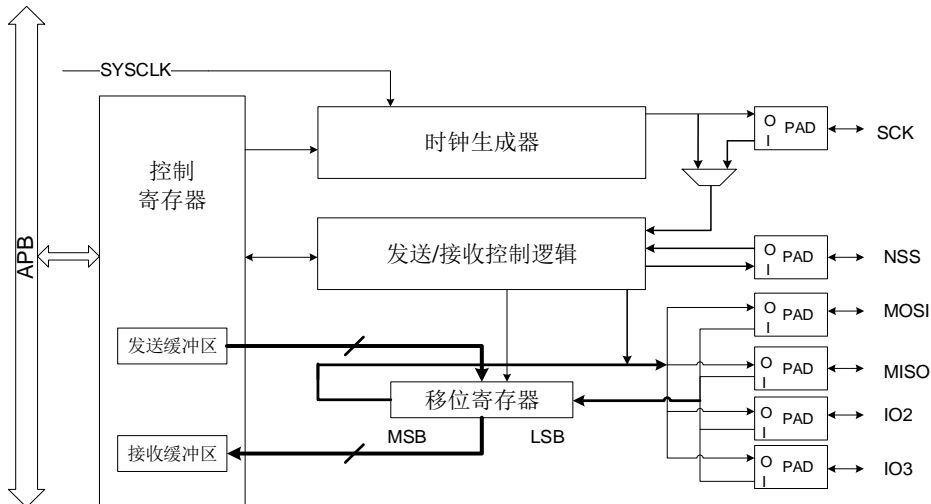 SYSCLK
时钟生成器
O
I
PAD
SCK
控制
寄存器
APB
发送/接收控制逻辑
O
I
PAD
NSS
O
I
PAD
MOSI
发送缓冲区
O
I
PAD
MISO
移位寄存器
MSB
LSB
O
I
PAD
IO2
接收缓冲区
O
I
PAD
IO3